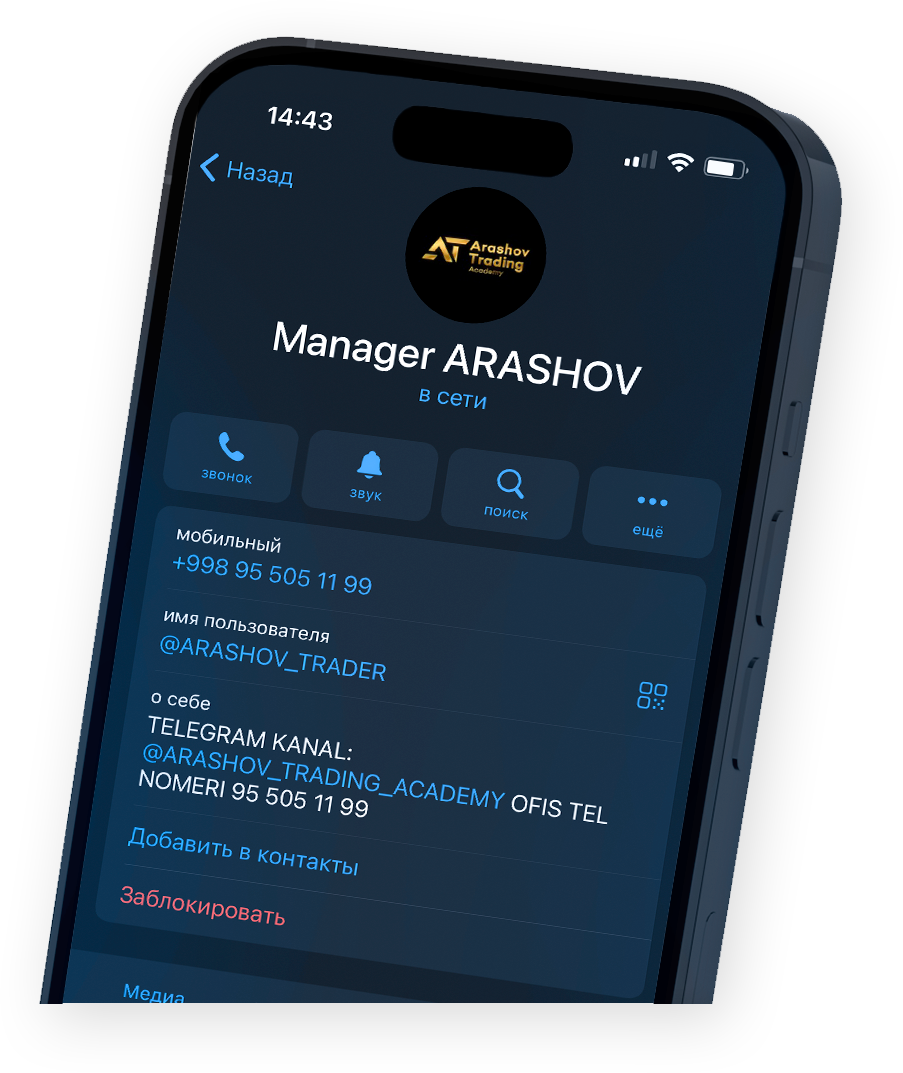 14:43
Назад
AT Arashov
Trading
Academy
Manager ARASHOV
в сети
звонок
звук
поиск
ещё
мобильный
+998 95 505 11 99
имя пользователя
@ARASHOV_TRADER
о себе
TELEGRAM KANAL:
@ARASHOV_TRADING_ACADEMY OFIS TEL
NOMERI 95 505 11 99
Добавить в контакты
Заблокировать
Медиа